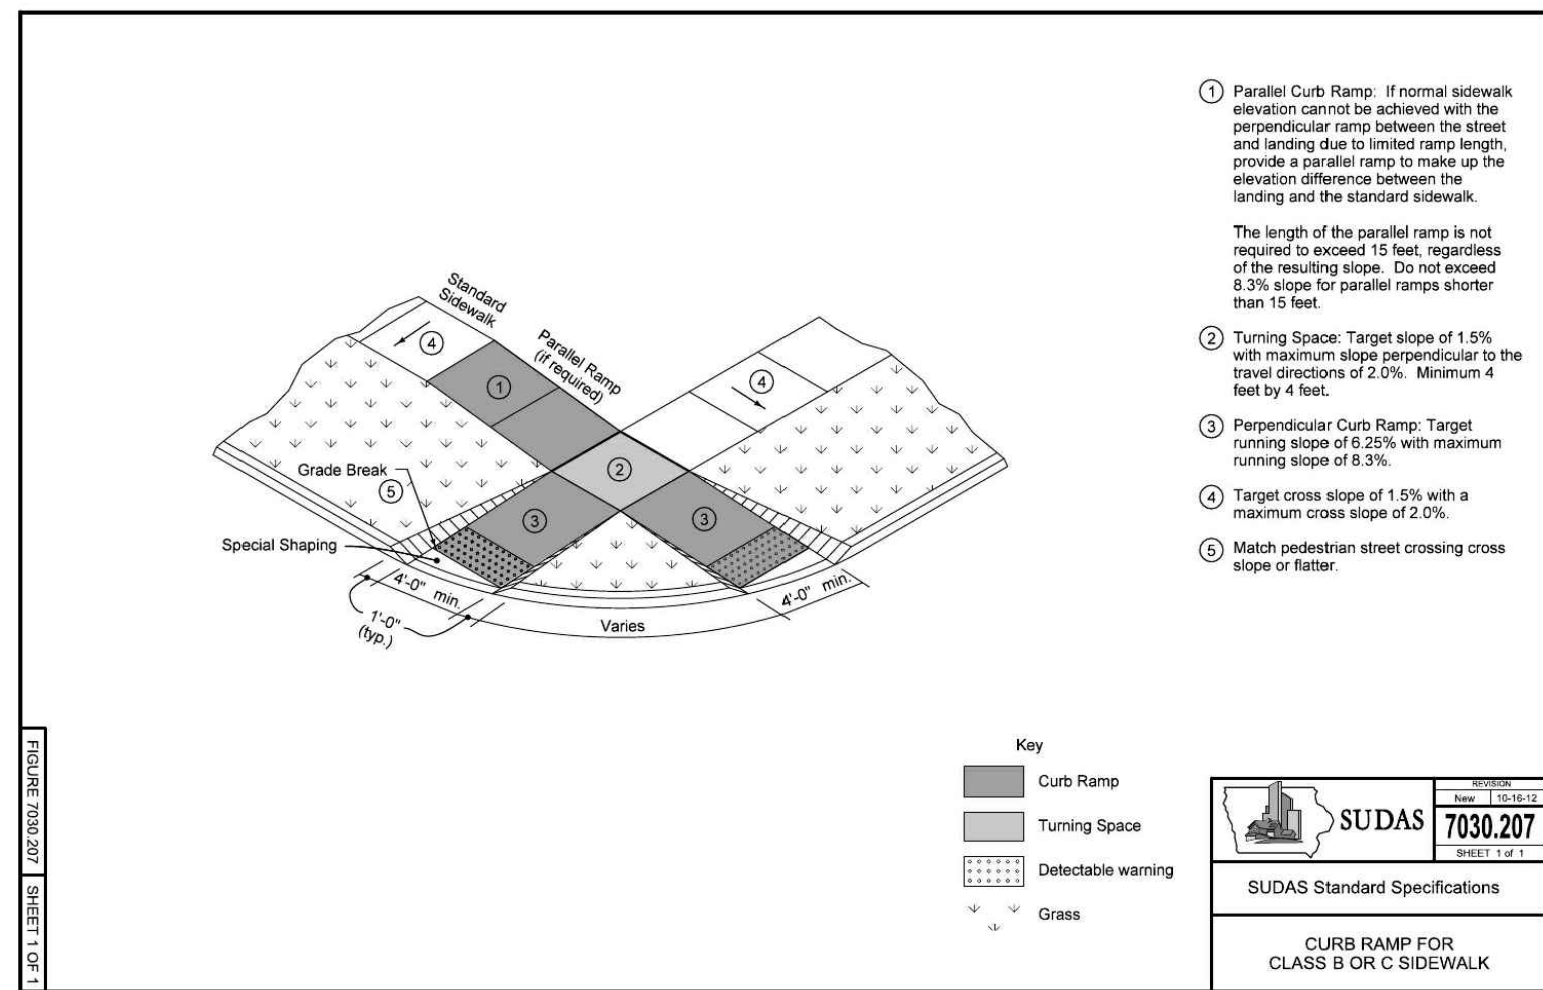 1 Parallel Curb Ramp: If normal sidewalk
elevation cannot be achieved with the
perpendicular ramp between the street
and landing due to limited ramp length,
provide a parallel ramp to make up the
elevation difference between the
landing and the standard sidewalk.
The length of the parallel ramp is not
required to exceed 15 feet, regardless
of the resulting slope. Do not exceed
8.3% slope for parallel ramps shorter
than 15 feet.
2 Turning Space: Target slope of 1.5%
with maximum slope perpendicular to the
travel directions of 2.0%. Minimum 4
feet by 4 feet.
3 Perpendicular Curb Ramp: Target
running slope of 6.25% with maximum
running slope of 8.3%.
4 Target cross slope of 1.5% with a
maximum cross slope of 2.0%.
5 Match pedestrian street crossing cross
slope or flatter.
Standard
Sidewalk
Parallel Ramp
(if required)
4
1
4
2
Grade Break
5
3
3
Special Shaping
4'-0" min.
1'-0"
(typ.)
Varies
4'-0" min.
Key
Curb Ramp
Turning Space
Detectable warning
Grass
FIGURE 7030.207
SHEET 1 OF 1
SUDAS
REVISION
New 10-16-12
7030.207
SHEET 1 of 1
SUDAS Standard Specifications
CURB RAMP FOR
CLASS B OR C SIDEWALK